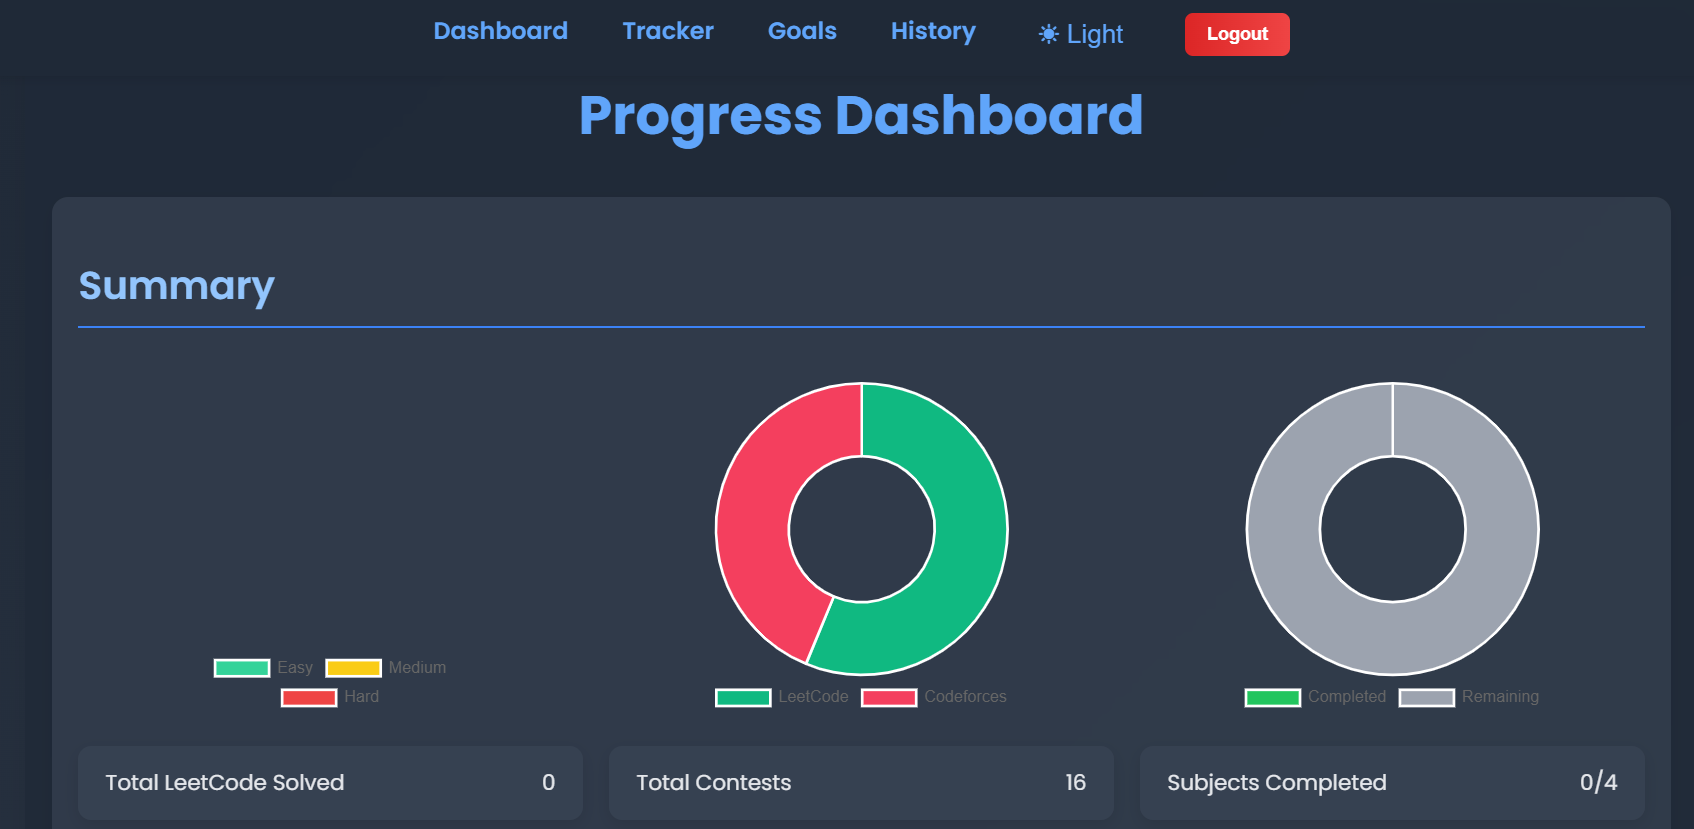 Dashboard Tracker Goals History Light Logout
Progress Dashboard
Summary
Easy Medium
Hard
LeetCode Codeforces
Completed Remaining
Total LeetCode Solved 0
Total Contests 16
Subjects Completed 0/4